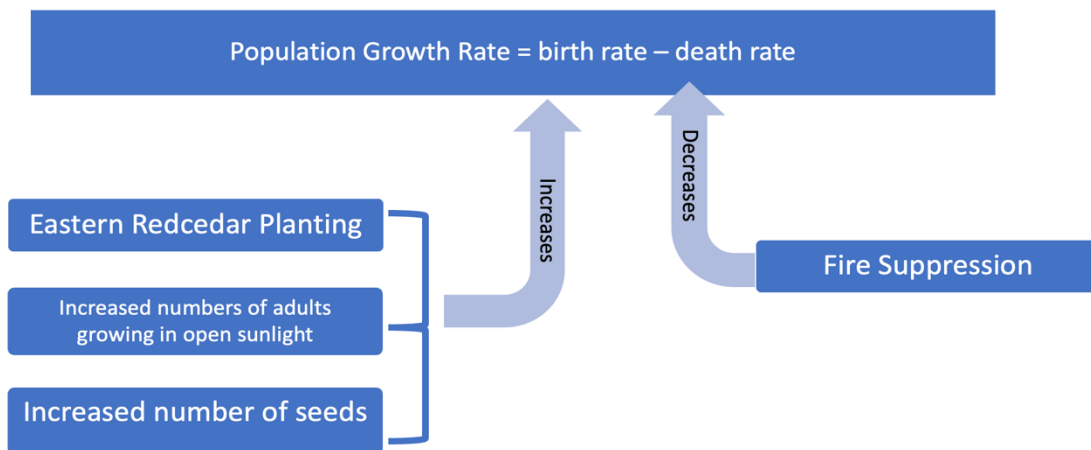 Population Growth Rate = birth rate – death rate
Increases
Decreases
Eastern Redcedar Planting
Fire Suppression
Increased numbers of adults
growing in open sunlight
Increased number of seeds